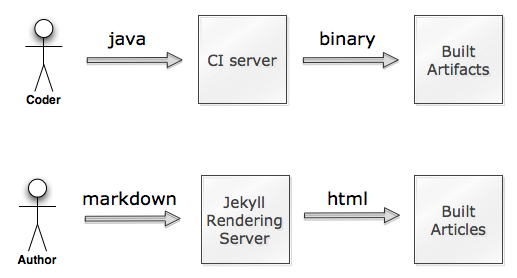 java
binary
CI server
Built
Artifacts
Coder
markdown
html
Jekyll
Rendering
Server
Built
Articles
Author